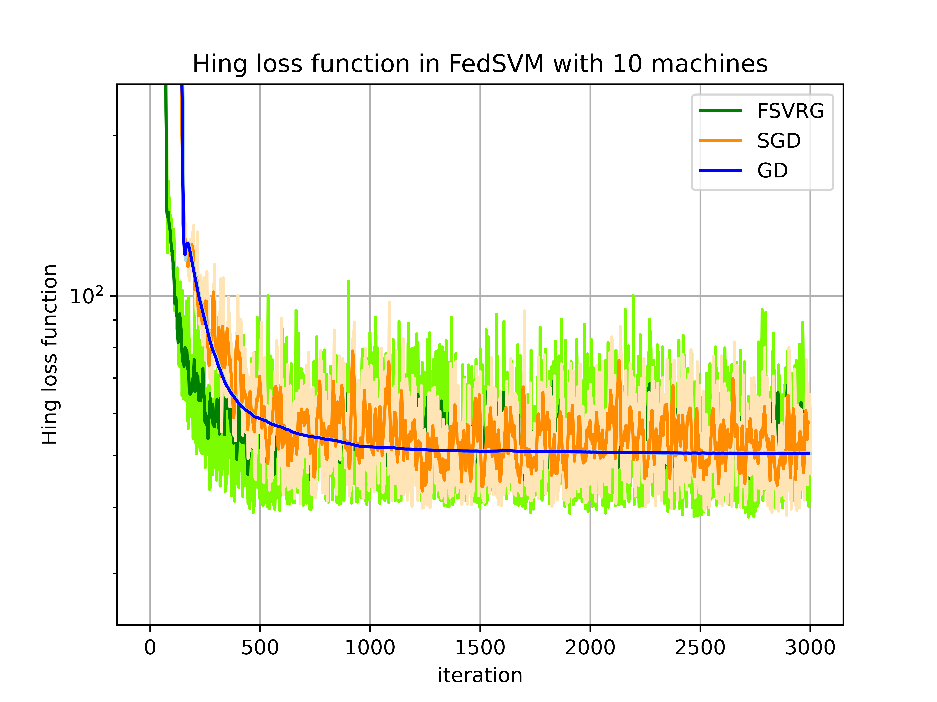 Hing loss function in FedSVM with 10 machines
FSVRG
SGD
GD
Hing loss function
10²
0 500 1000 1500 2000 2500 3000
iteration